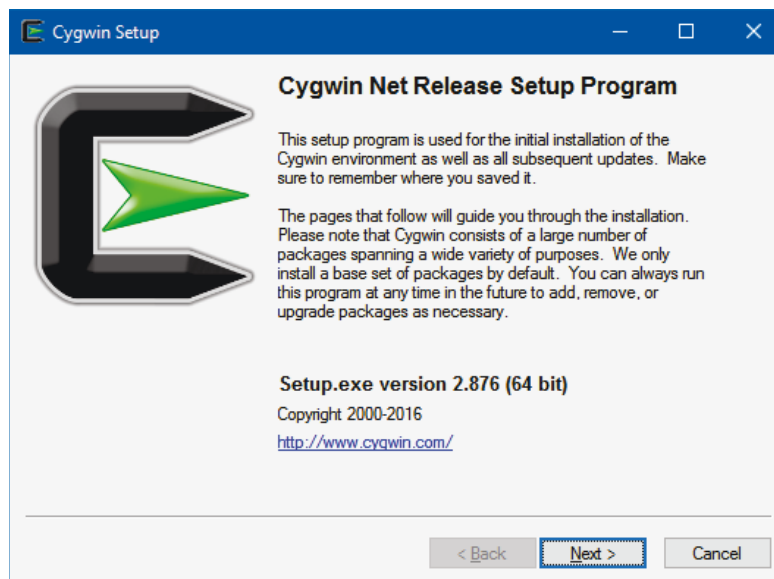 Cygwin Setup
Cygwin Net Release Setup Program
This setup program is used for the initial installation of the
Cygwin environment as well as all subsequent updates. Make
sure to remember where you saved it.
The pages that follow will guide you through the installation.
Please note that Cygwin consists of a large number of
packages spanning a wide variety of purposes. We only
install a base set of packages by default. You can always run
this program at any time in the future to add, remove, or
upgrade packages as necessary.
Setup.exe version 2.876 (64 bit)
Copyright 2000-2016
http://www.cygwin.com/
< Back Next > Cancel